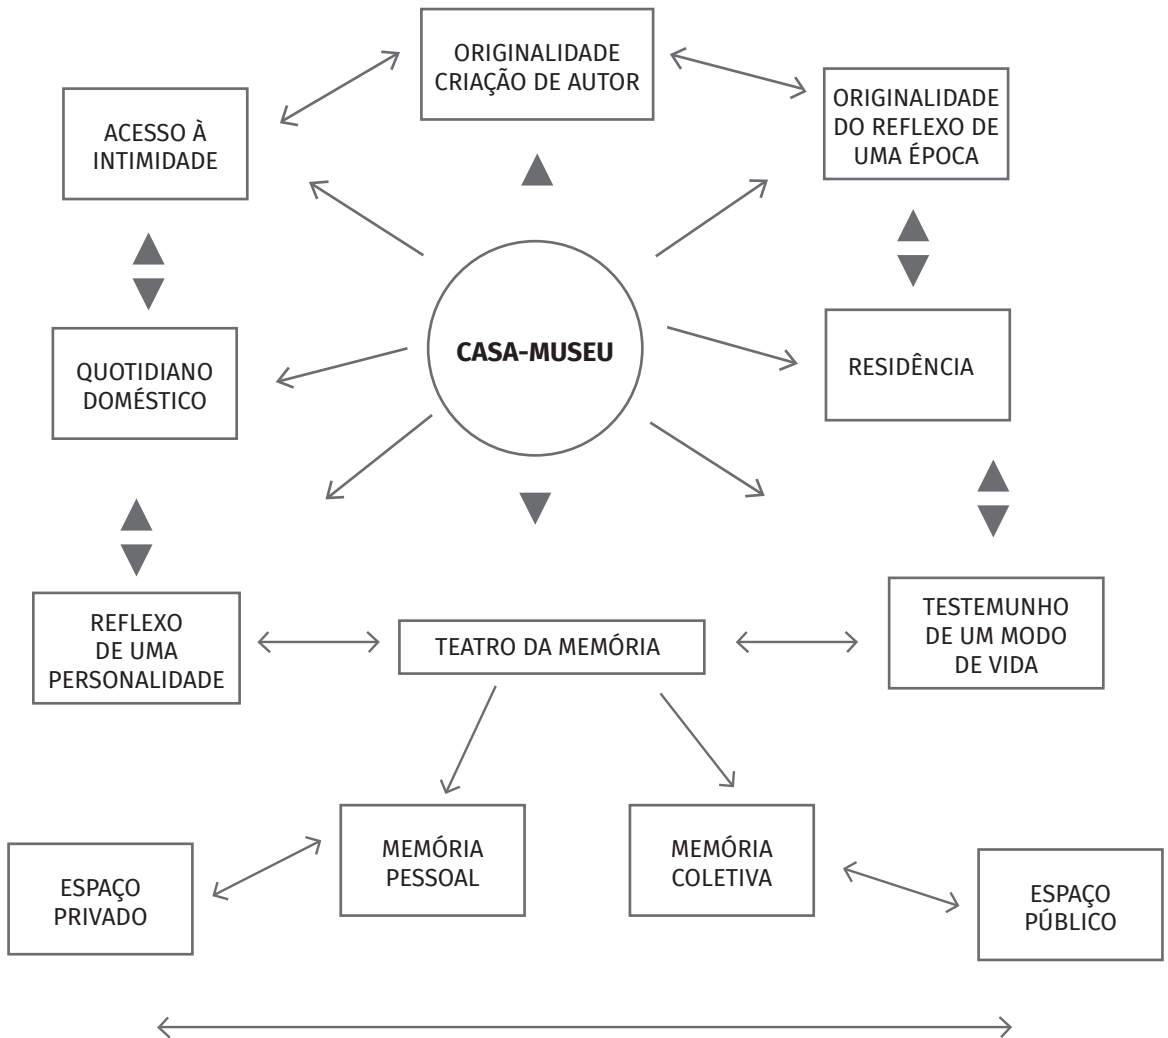 ORIGINALIDADE
CRIAÇÃO DE AUTOR
ACESSO À
INTIMIDADE
ORIGINALIDADE
DO REFLEXO DE
UMA ÉPOCA
CASA-MUSEU
QUOTIDIANO
DOMÉSTICO
RESIDÊNCIA
REFLEXO
DE UMA
PERSONALIDADE
TEATRO DA MEMÓRIA
TESTEMUNHO
DE UM MODO
DE VIDA
MEMÓRIA
PESSOAL
MEMÓRIA
COLETIVA
ESPAÇO
PRIVADO
ESPAÇO
PÚBLICO